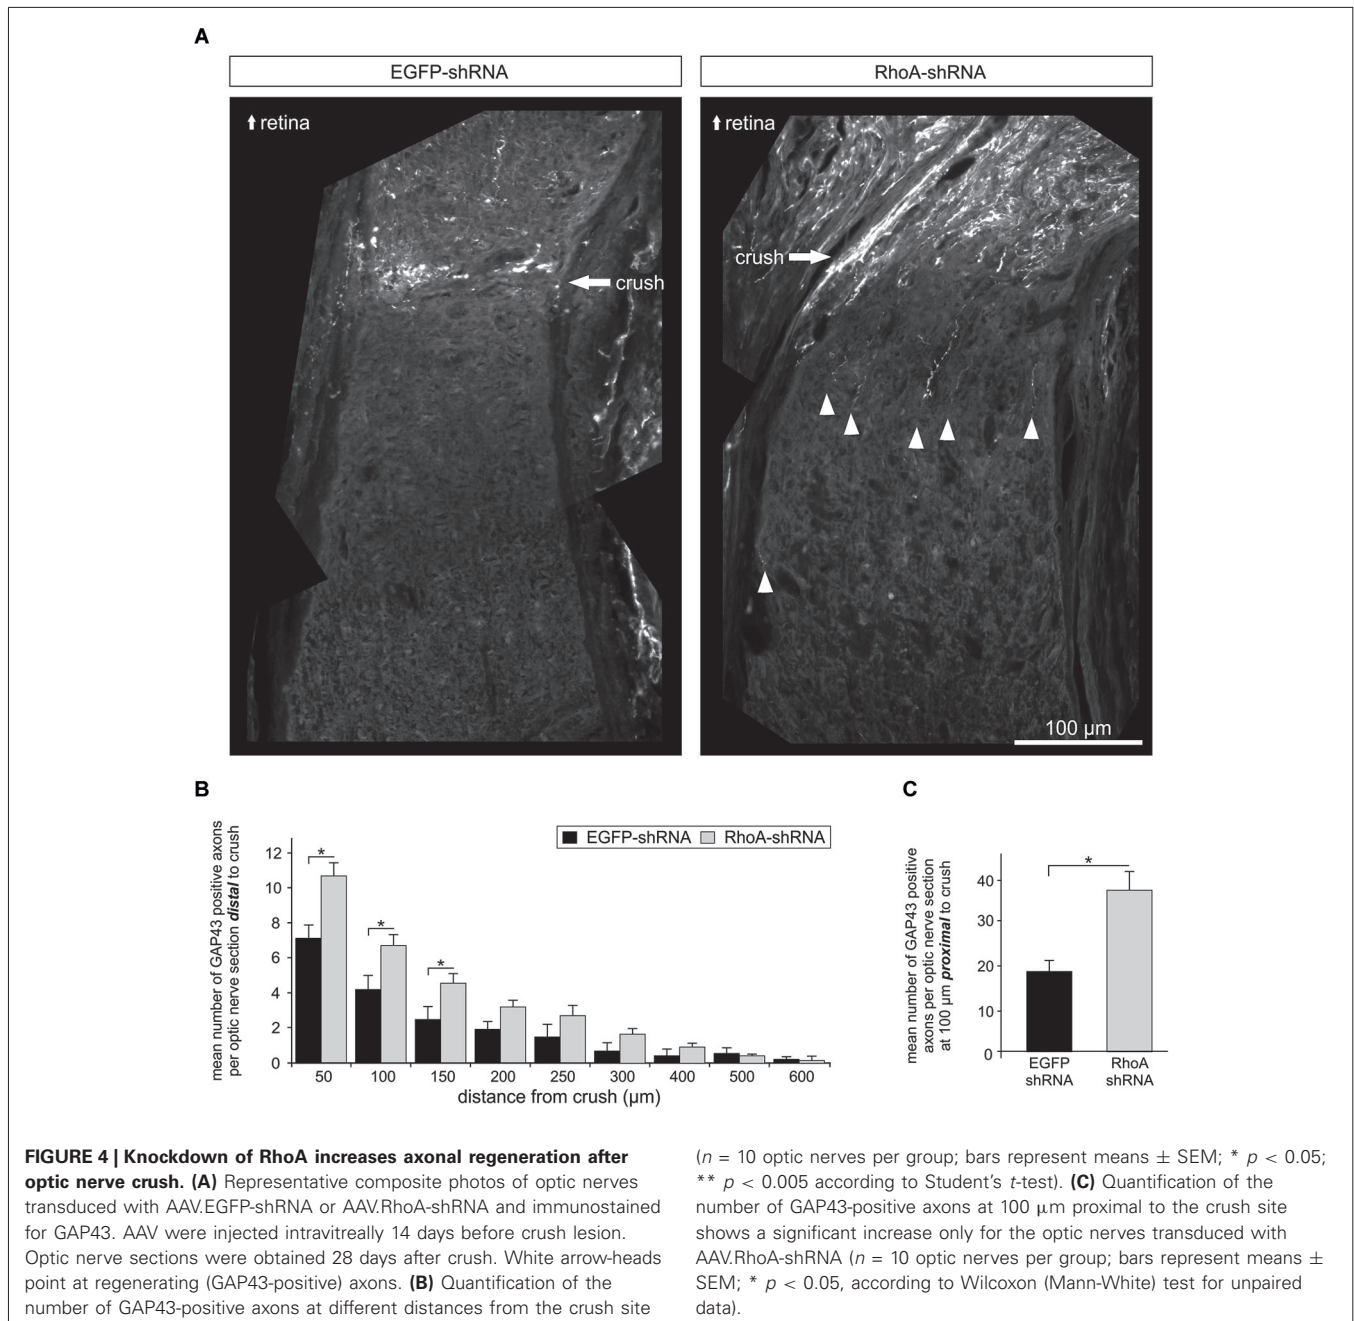 A
EGFP-shRNA
RhoA-shRNA
retina
retina
crush
crush
100 µm
B
C
mean number of GAP43 positive axons
per optic nerve section distal to crush
EGFP-shRNA RhoA-shRNA
12
10
8
6
4
2
0
* * *
50 100 150 200 250 300 400 500 600
distance from crush (µm)
mean number of GAP43 positive
axons per optic nerve section
at 100 µm proximal to crush
40
30
20
10
0
*
EGFP RhoA
shRNA shRNA
FIGURE 4 | Knockdown of RhoA increases axonal regeneration after
optic nerve crush. (A) Representative composite photos of optic nerves
transduced with AAV.EGFP-shRNA or AAV.RhoA-shRNA and immunostained
for GAP43. AAV were injected intravitreally 14 days before crush lesion.
Optic nerve sections were obtained 28 days after crush. White arrow-heads
point at regenerating (GAP43-positive) axons. (B) Quantification of the
number of GAP43-positive axons at different distances from the crush site
(n = 10 optic nerves per group; bars represent means ± SEM; * p < 0.05;
** p < 0.005 according to Student's t-test). (C) Quantification of the
number of GAP43-positive axons at 100 µm proximal to the crush site
shows a significant increase only for the optic nerves transduced with
AAV.RhoA-shRNA (n = 10 optic nerves per group; bars represent means ±
SEM; * p < 0.05, according to Wilcoxon (Mann-White) test for unpaired
data).